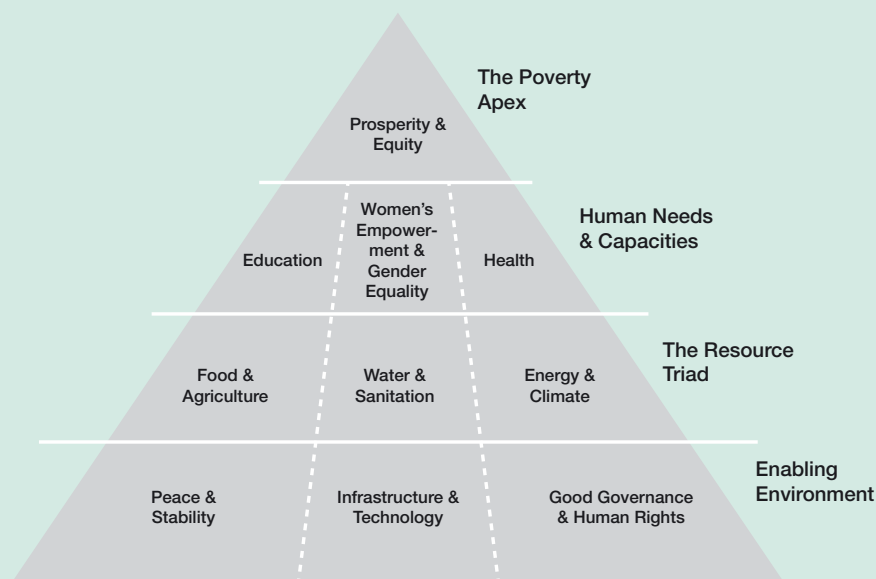 The Poverty
Apex
Prosperity &
Equity
Human Needs
& Capacities
Education
Women’s
Empower-
ment &
Gender
Equality
Health
The Resource
Triad
Food &
Agriculture
Water &
Sanitation
Energy &
Climate
Enabling
Environment
Peace &
Stability
Infrastructure &
Technology
Good Governance
& Human Rights